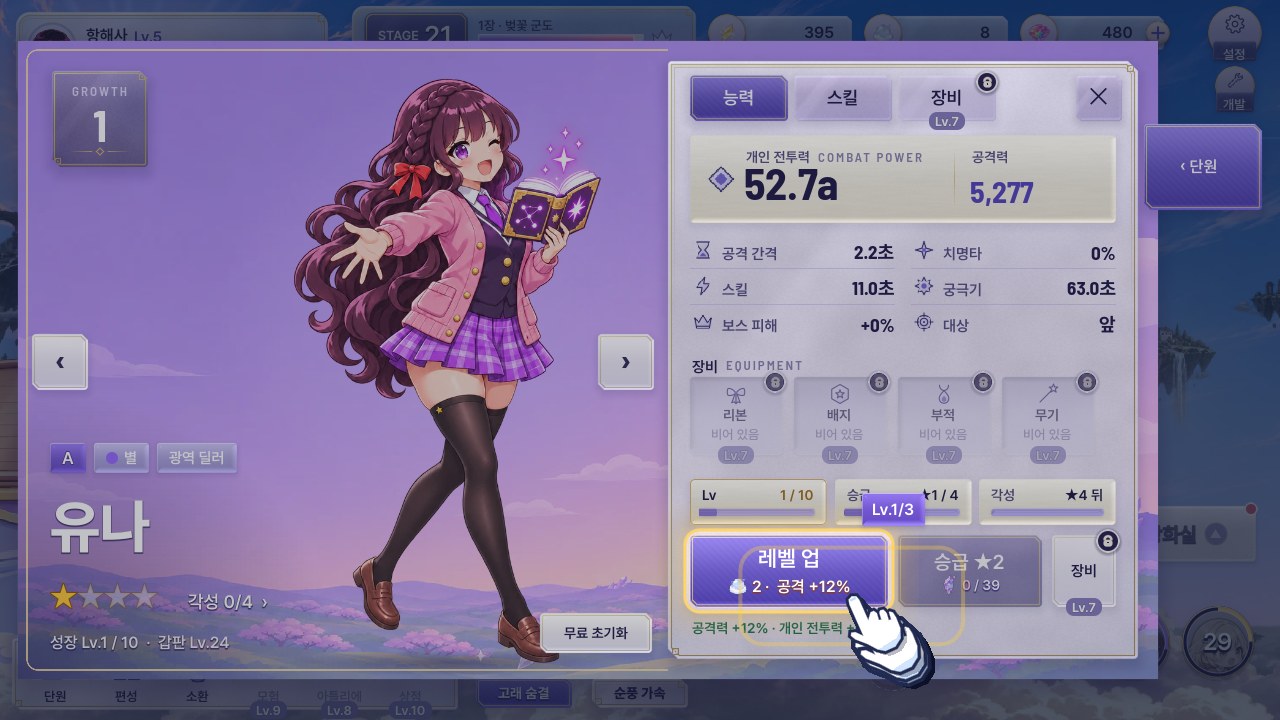 항해사 Lv.5
STAGE 21
1장 · 벚꽃 군도
395
8
480
설정
개발
GROWTH
1
능력
스킬
장비
Lv.7
‹ 단원
개인 전투력 COMBAT POWER
52.7a
공격력
5,277
공격 간격 2.2초
치명타 0%
스킬 11.0초
궁극기 63.0초
보스 피해 +0%
대상 앞
장비 EQUIPMENT
리본
비어 있음
Lv.7
배지
비어 있음
Lv.7
부적
비어 있음
Lv.7
무기
비어 있음
Lv.7
A
별
광역 딜러
유나
각성 0/4 ›
성장 Lv.1 / 10 · 갑판 Lv.24
무료 초기화
Lv 1 / 10
★1 / 4
각성 ★4 뒤
Lv.1/3
레벨 업
2 · 공격 +12%
승급 ★2
0 / 39
장비
Lv.7
공격력 +12% · 개인 전투력
29
단원
편성
소환
모험
Lv.9
아틀리에
Lv.8
상점
Lv.10
고래 숨결
순풍 가속